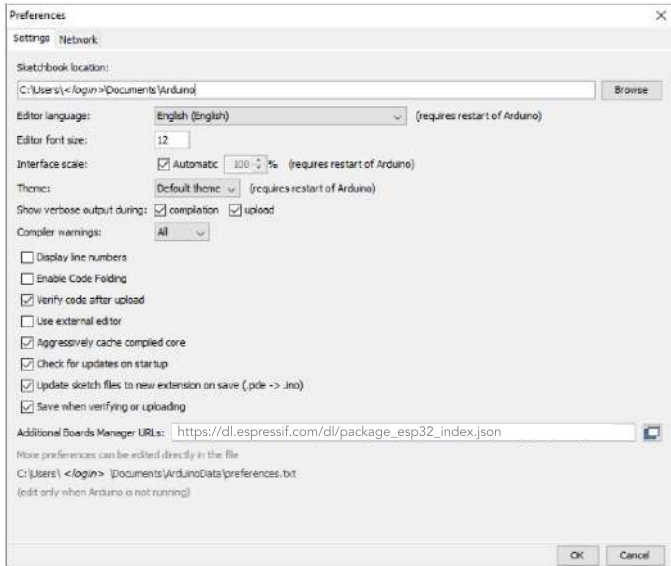 Preferences
Settings Network
Sketchbook location:
C:\Users\<login>\Documents\Arduino Browse
Editor language: English (English) (requires restart of Arduino)
Editor font size: 12
Interface scale: Automatic 100 % (requires restart of Arduino)
Theme: Default theme (requires restart of Arduino)
Show verbose output during: compilation upload
Compiler warnings: All
Display line numbers
Enable Code Folding
Verify code after upload
Use external editor
Aggressively cache compiled core
Check for updates on startup
Update sketch files to new extension on save (.pde -> .ino)
Save when verifying or uploading
Additional Boards Manager URLs: https://dl.espressif.com/dl/package_esp32_index.json
More preferences can be edited directly in the file
C:\Users\ <login> \Documents\ArduinoData\preferences.txt
(edit only when Arduino is not running)
OK Cancel